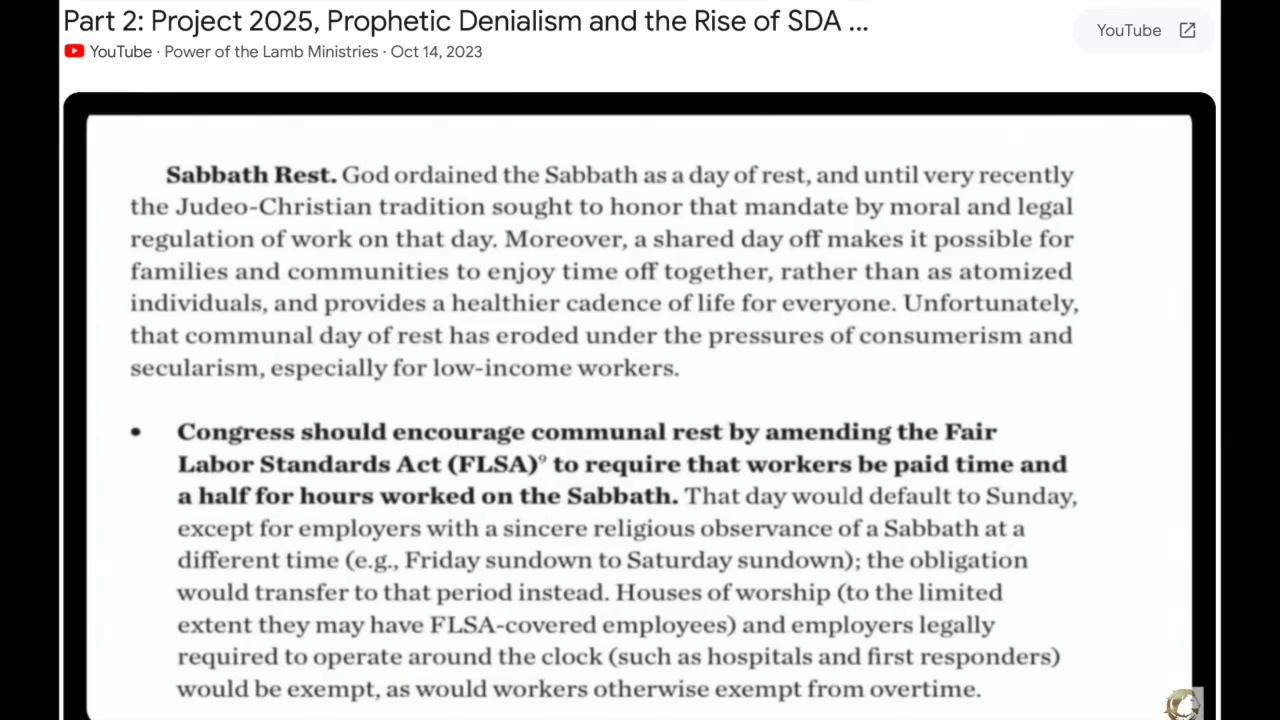 Part 2: Project 2025, Prophetic Denialism and the Rise of SDA ...
YouTube · Power of the Lamb Ministries · Oct 14, 2023
YouTube
Sabbath Rest. God ordained the Sabbath as a day of rest, and until very recently
the Judeo-Christian tradition sought to honor that mandate by moral and legal
regulation of work on that day. Moreover, a shared day off makes it possible for
families and communities to enjoy time off together, rather than as atomized
individuals, and provides a healthier cadence of life for everyone. Unfortunately,
that communal day of rest has eroded under the pressures of consumerism and
secularism, especially for low-income workers.
• Congress should encourage communal rest by amending the Fair
Labor Standards Act (FLSA)⁹ to require that workers be paid time and
a half for hours worked on the Sabbath. That day would default to Sunday,
except for employers with a sincere religious observance of a Sabbath at a
different time (e.g., Friday sundown to Saturday sundown); the obligation
would transfer to that period instead. Houses of worship (to the limited
extent they may have FLSA-covered employees) and employers legally
required to operate around the clock (such as hospitals and first responders)
would be exempt, as would workers otherwise exempt from overtime.